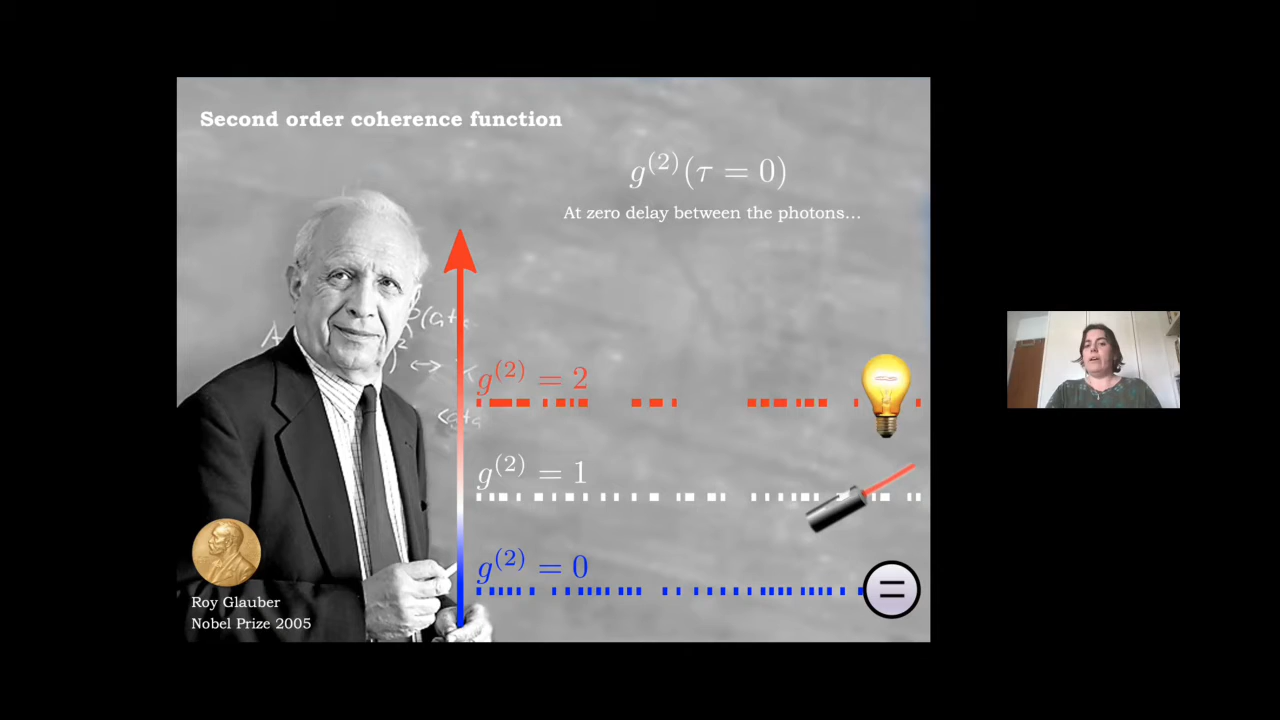 Second order coherence function
g⁽²⁾(τ = 0)
At zero delay between the photons...
g⁽²⁾ = 2
g⁽²⁾ = 1
g⁽²⁾ = 0
Roy Glauber
Nobel Prize 2005